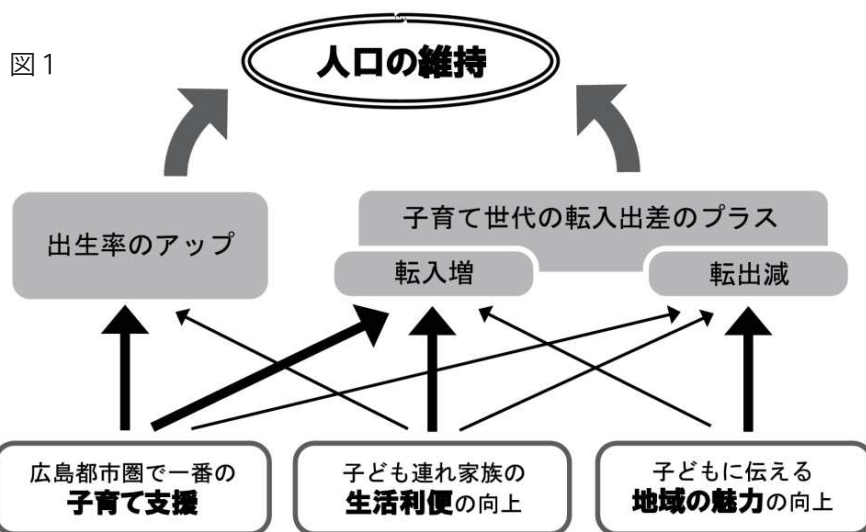 図1
人口の維持
出生率のアップ
子育て世代の転入出差のプラス
転入増
転出減
広島都市圏で一番の
子育て支援
子ども連れ家族の
生活利便の向上
子どもに伝える
地域の魅力の向上